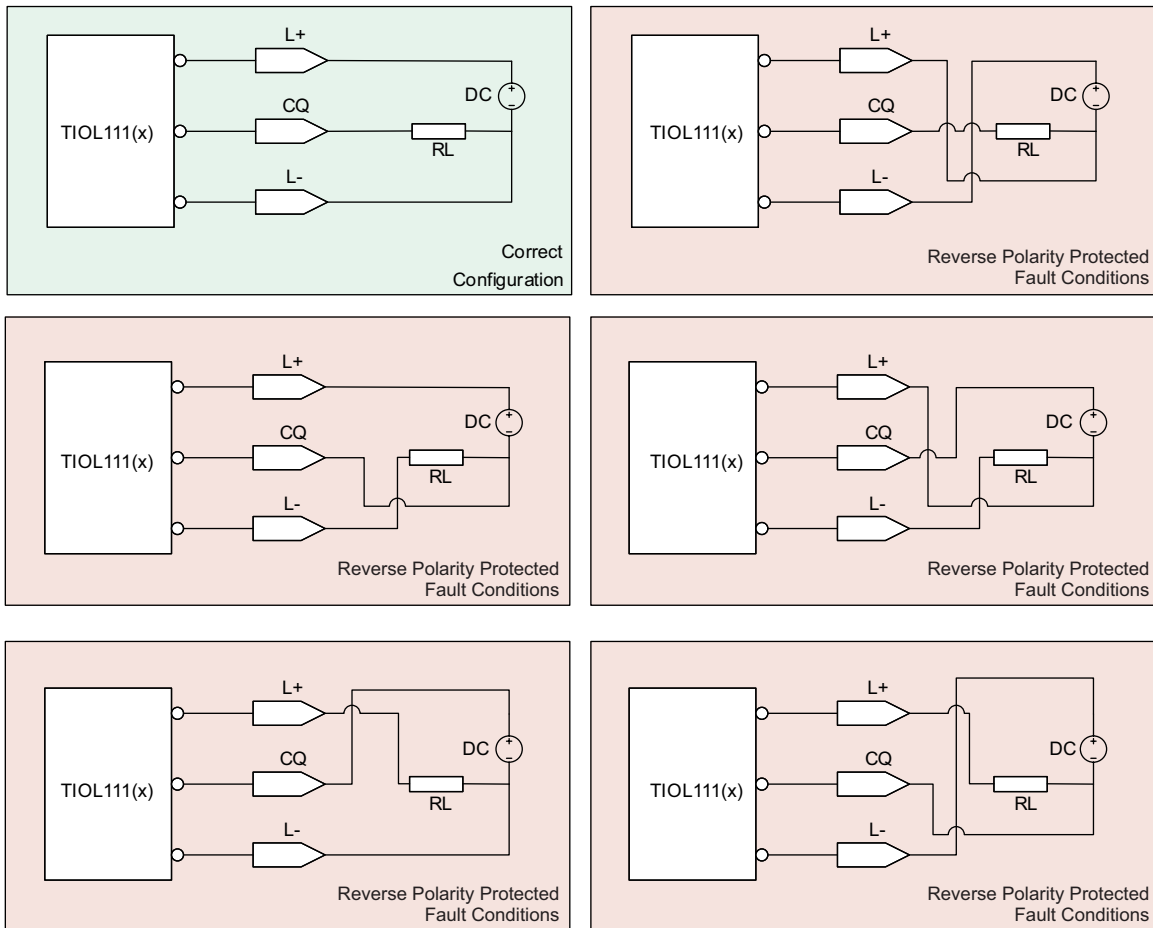 L+
DC
+
−
CQ
TIOL111(x)
RL
L-
Correct
Configuration
L+
DC
+
−
CQ
TIOL111(x)
RL
L-
Reverse Polarity Protected
Fault Conditions
L+
DC
+
−
CQ
TIOL111(x)
RL
L-
Reverse Polarity Protected
Fault Conditions
L+
DC
+
−
CQ
TIOL111(x)
RL
L-
Reverse Polarity Protected
Fault Conditions
L+
DC
+
−
CQ
TIOL111(x)
RL
L-
Reverse Polarity Protected
Fault Conditions
L+
DC
+
−
CQ
TIOL111(x)
RL
L-
Reverse Polarity Protected
Fault Conditions